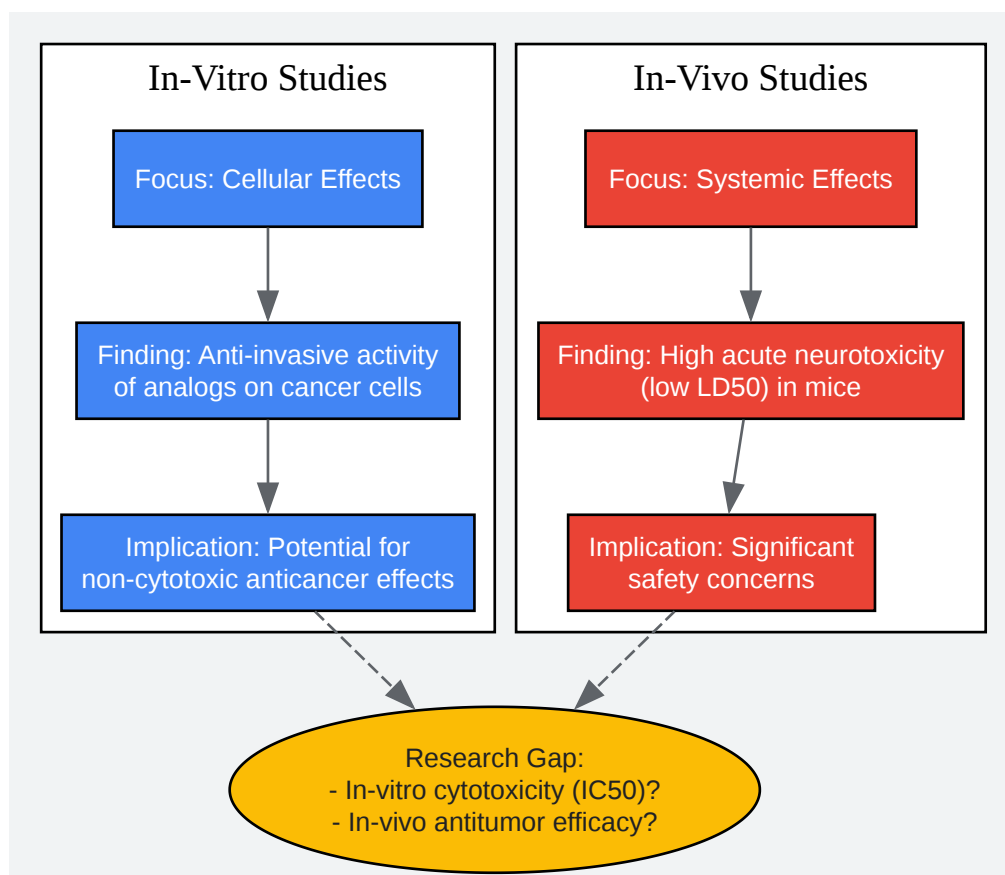 In-Vitro Studies
Focus: Cellular Effects
Finding: Anti-invasive activity
of analogs on cancer cells
Implication: Potential for
non-cytotoxic anticancer effects
In-Vivo Studies
Focus: Systemic Effects
Finding: High acute neurotoxicity
(low LD50) in mice
Implication: Significant
safety concerns
Research Gap:
- In-vitro cytotoxicity (IC50)?
- In-vivo antitumor efficacy?